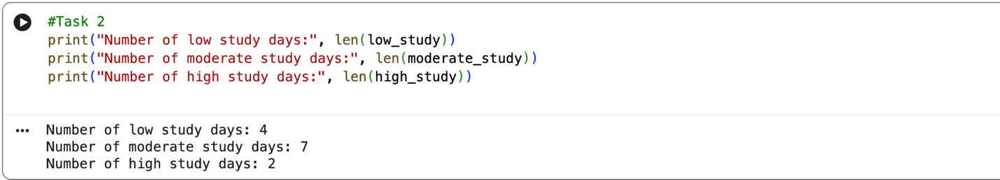 #Task 2
print("Number of low study days:", len(low_study))
print("Number of moderate study days:", len(moderate_study))
print("Number of high study days:", len(high_study))
Number of low study days: 4
Number of moderate study days: 7
Number of high study days: 2